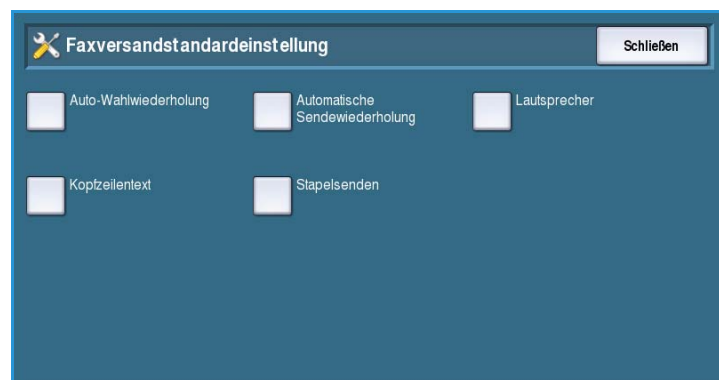 Faxversandstandardeinstellung
Schließen
Auto-Wahlwiederholung
Automatische
Sendewiederholung
Lautsprecher
Kopfzeilentext
Stapelsenden